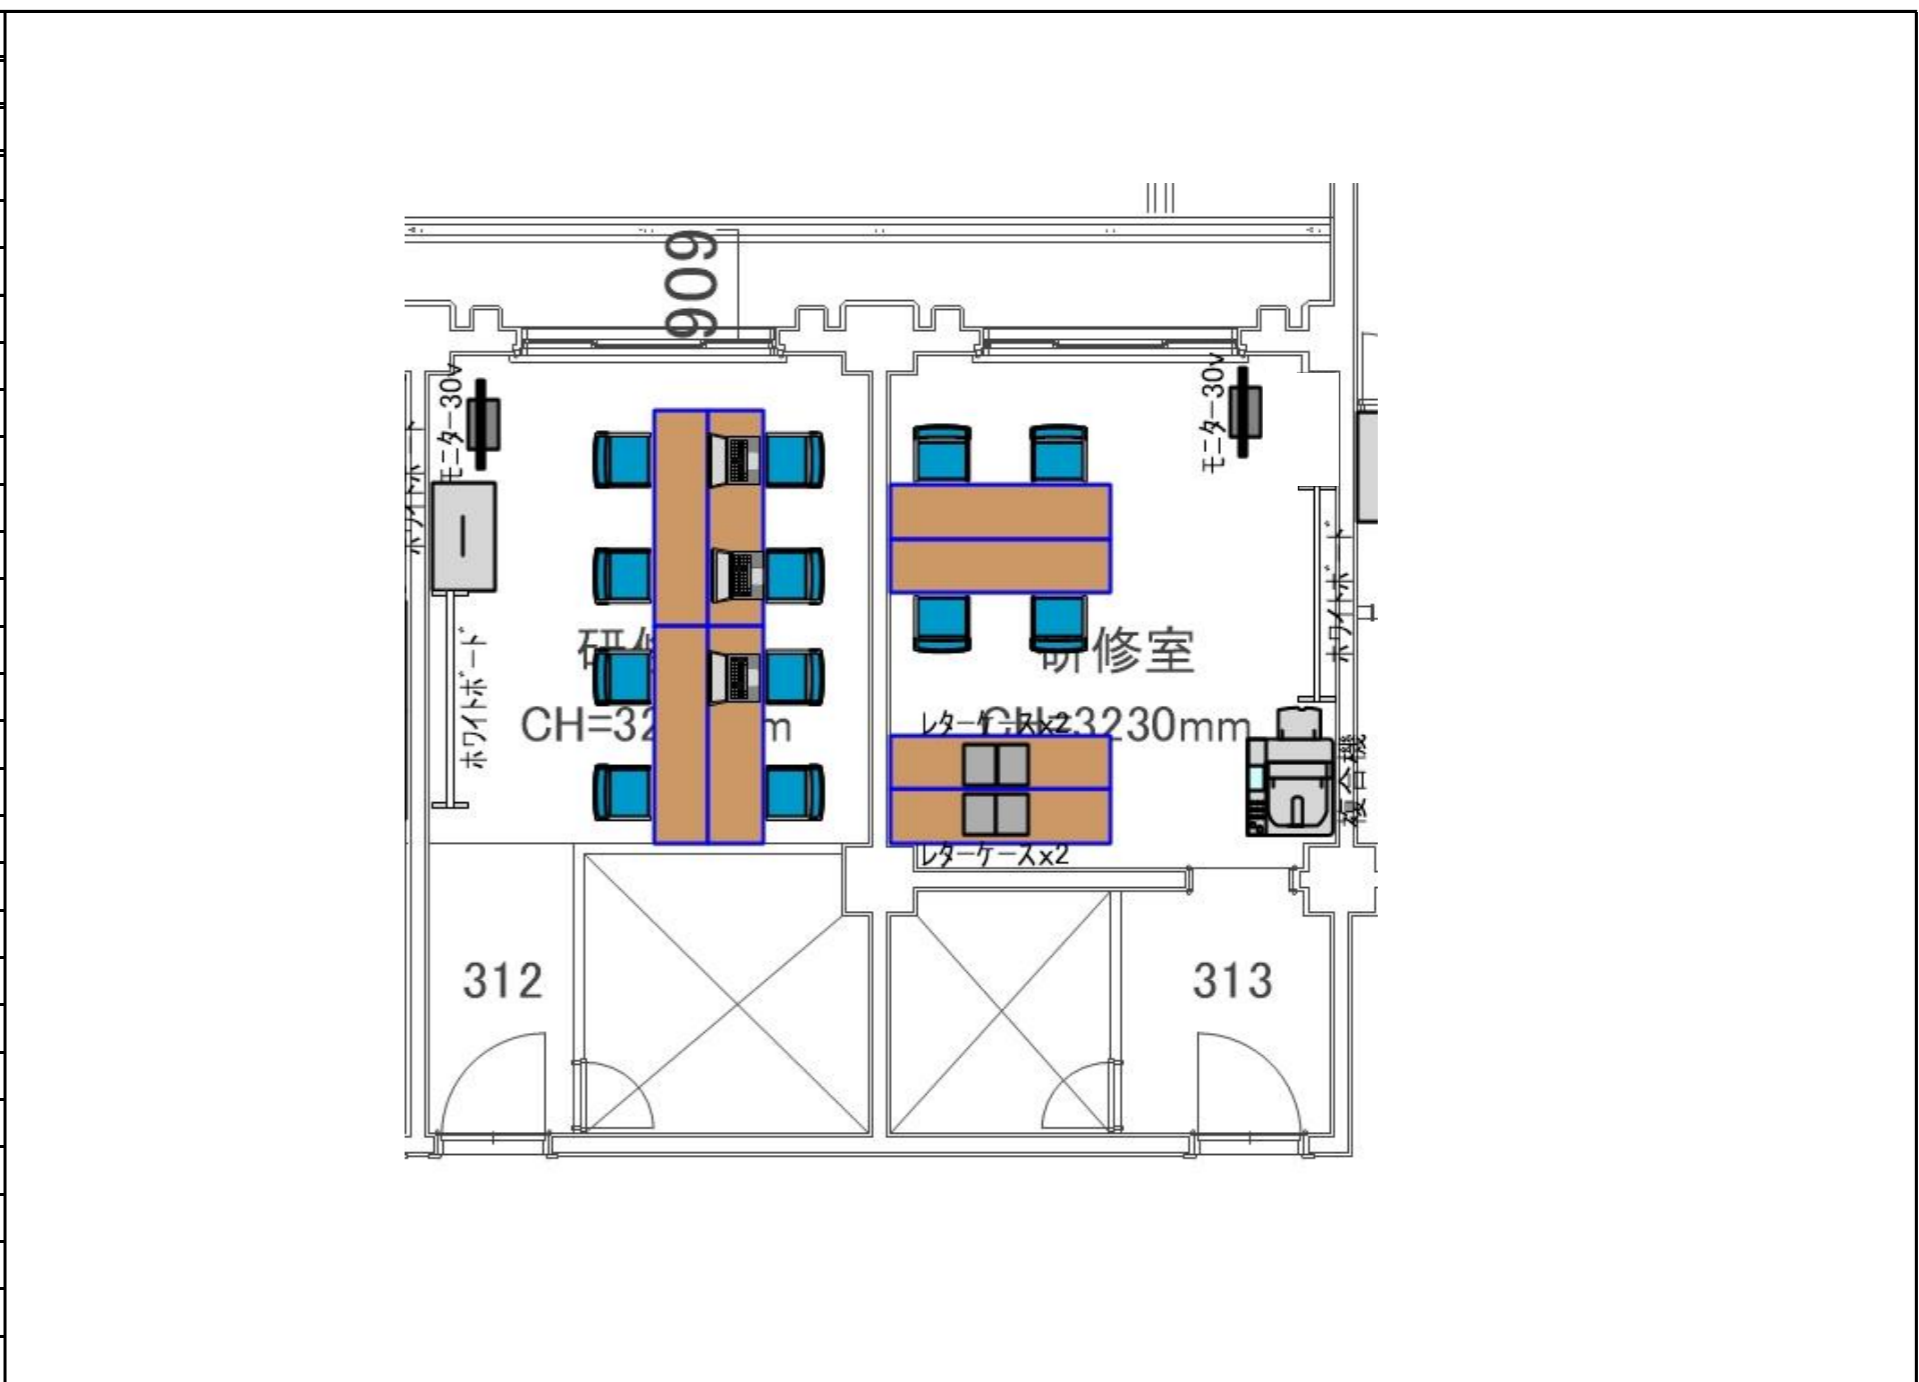 606
モニター30v
モニター30v
ホワイトボード
ホワイトボード
ホワイトボード
研修室
CH=3230mm
レターケースx2
複合機
レターケースx2
312
313